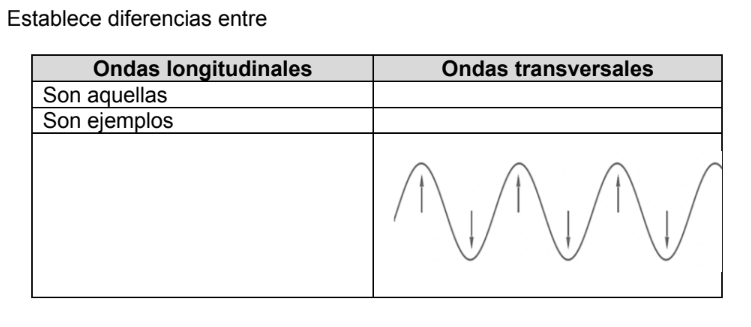 Establece diferencias entre
Ondas longitudinales
Ondas transversales
Son aquellas
Son ejemplos